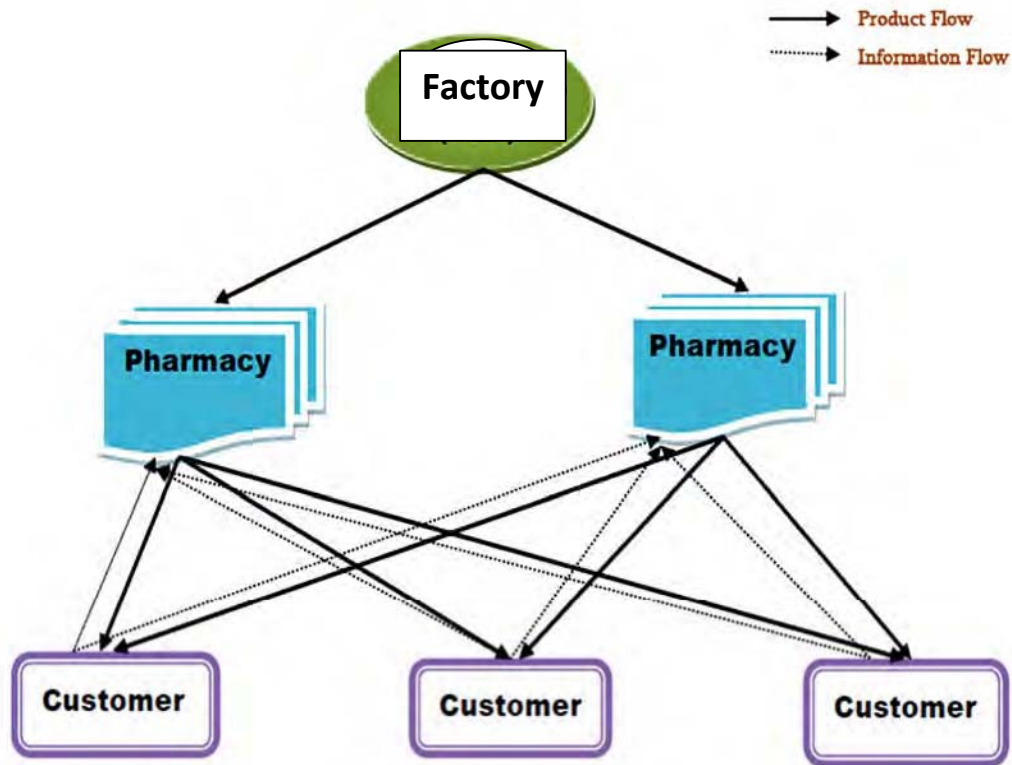 Product Flow
Information Flow
Factory
Pharmacy
Pharmacy
Customer
Customer
Customer